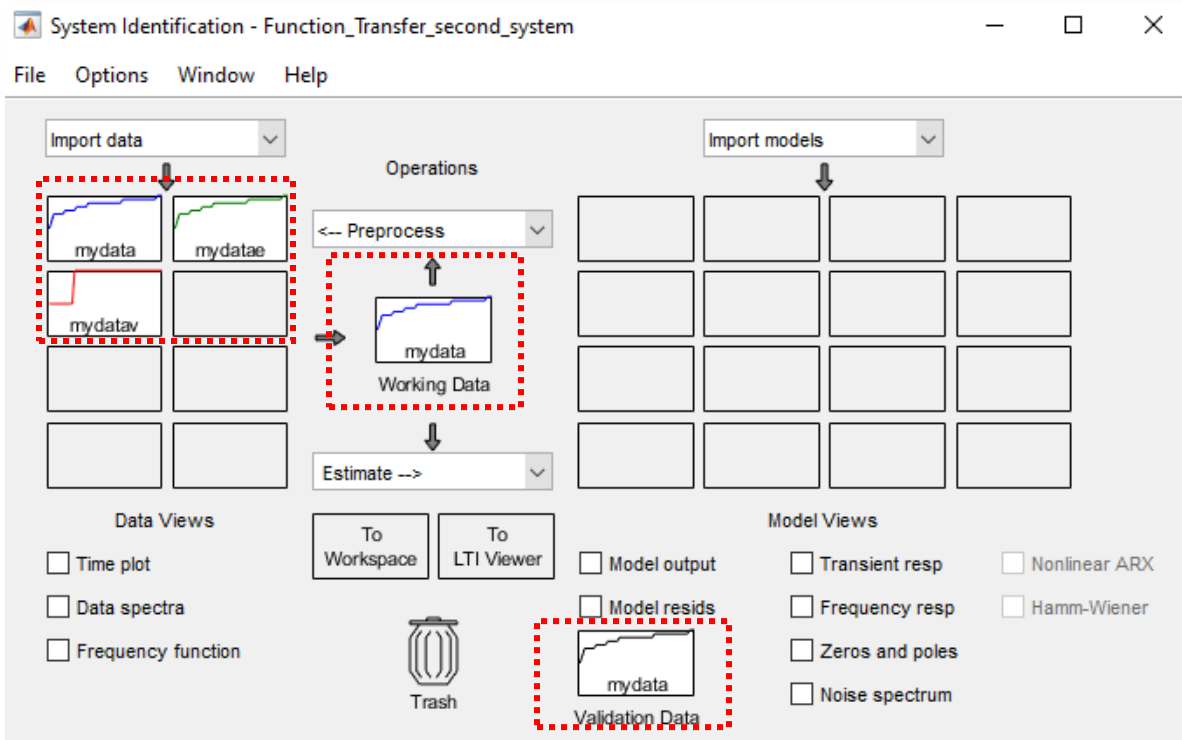 System Identification - Function_Transfer_second_system
File Options Window Help
Import data
Import models
Operations
<-- Preprocess
mydata
mydatae
mydatav
mydata
Working Data
Estimate -->
Data Views
Time plot
Data spectra
Frequency function
To
Workspace
To
LTI Viewer
Trash
Model Views
Model output
Transient resp
Nonlinear ARX
Model resids
Frequency resp
Hamm-Wiener
Zeros and poles
Noise spectrum
mydata
Validation Data